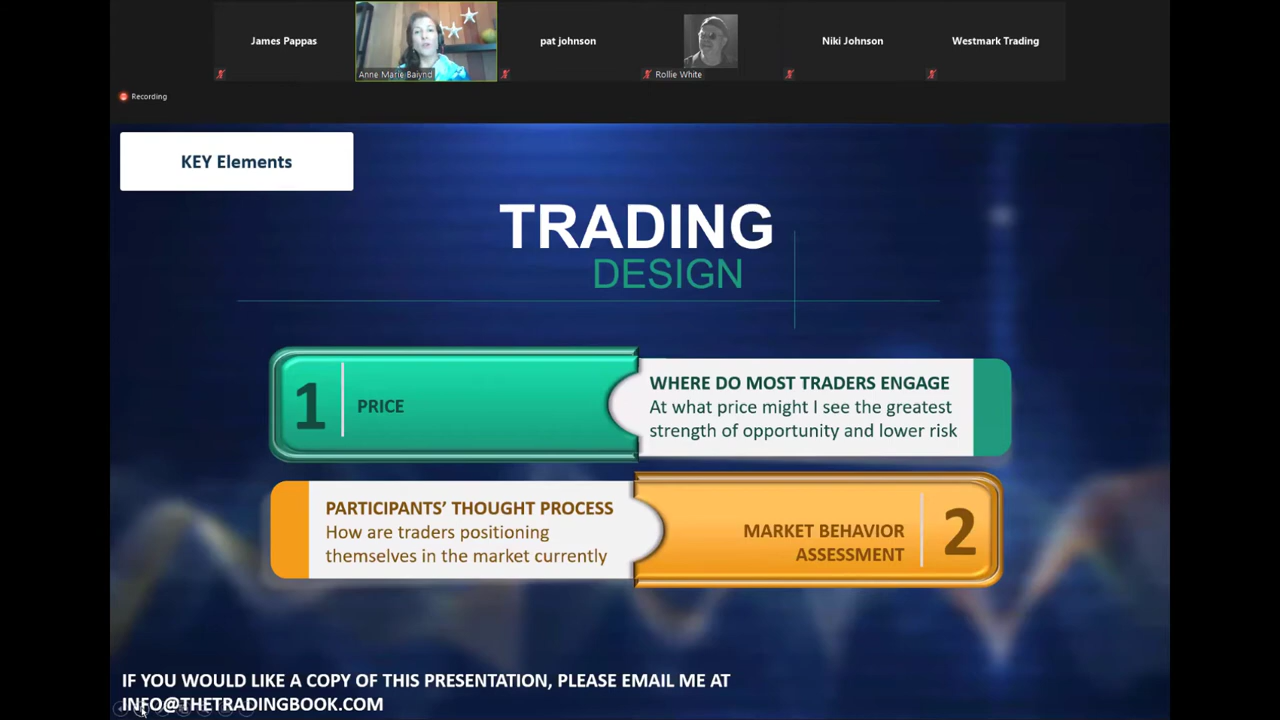 James Pappas
Anne Marie Baiynd
pat johnson
Rollie White
Niki Johnson
Westmark Trading
Recording
KEY Elements
TRADING
DESIGN
1
PRICE
WHERE DO MOST TRADERS ENGAGE
At what price might I see the greatest
strength of opportunity and lower risk
PARTICIPANTS’ THOUGHT PROCESS
How are traders positioning
themselves in the market currently
MARKET BEHAVIOR
ASSESSMENT
2
IF YOU WOULD LIKE A COPY OF THIS PRESENTATION, PLEASE EMAIL ME AT
INFO@THETRADINGBOOK.COM